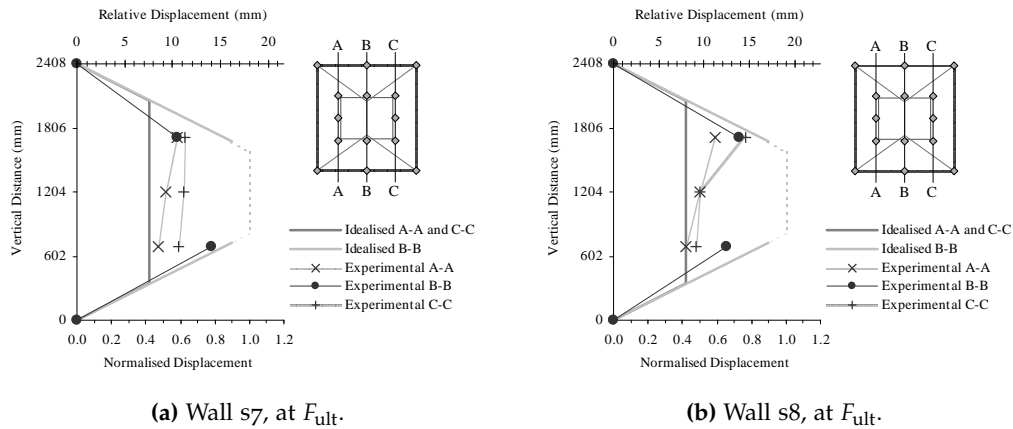 Relative Displacement (mm)
0 5 10 15 20
2408
1806
1204
602
0
Vertical Distance (mm)
0.0 0.2 0.4 0.6 0.8 1.0 1.2
Normalised Displacement
A B C
A B C
Idealised A-A and C-C
Idealised B-B
Experimental A-A
Experimental B-B
Experimental C-C
(a) Wall s7, at Fult.
Relative Displacement (mm)
0 5 10 15 20
2408
1806
1204
602
0
Vertical Distance (mm)
0.0 0.2 0.4 0.6 0.8 1.0 1.2
Normalised Displacement
A B C
A B C
Idealised A-A and C-C
Idealised B-B
Experimental A-A
Experimental B-B
Experimental C-C
(b) Wall s8, at Fult.